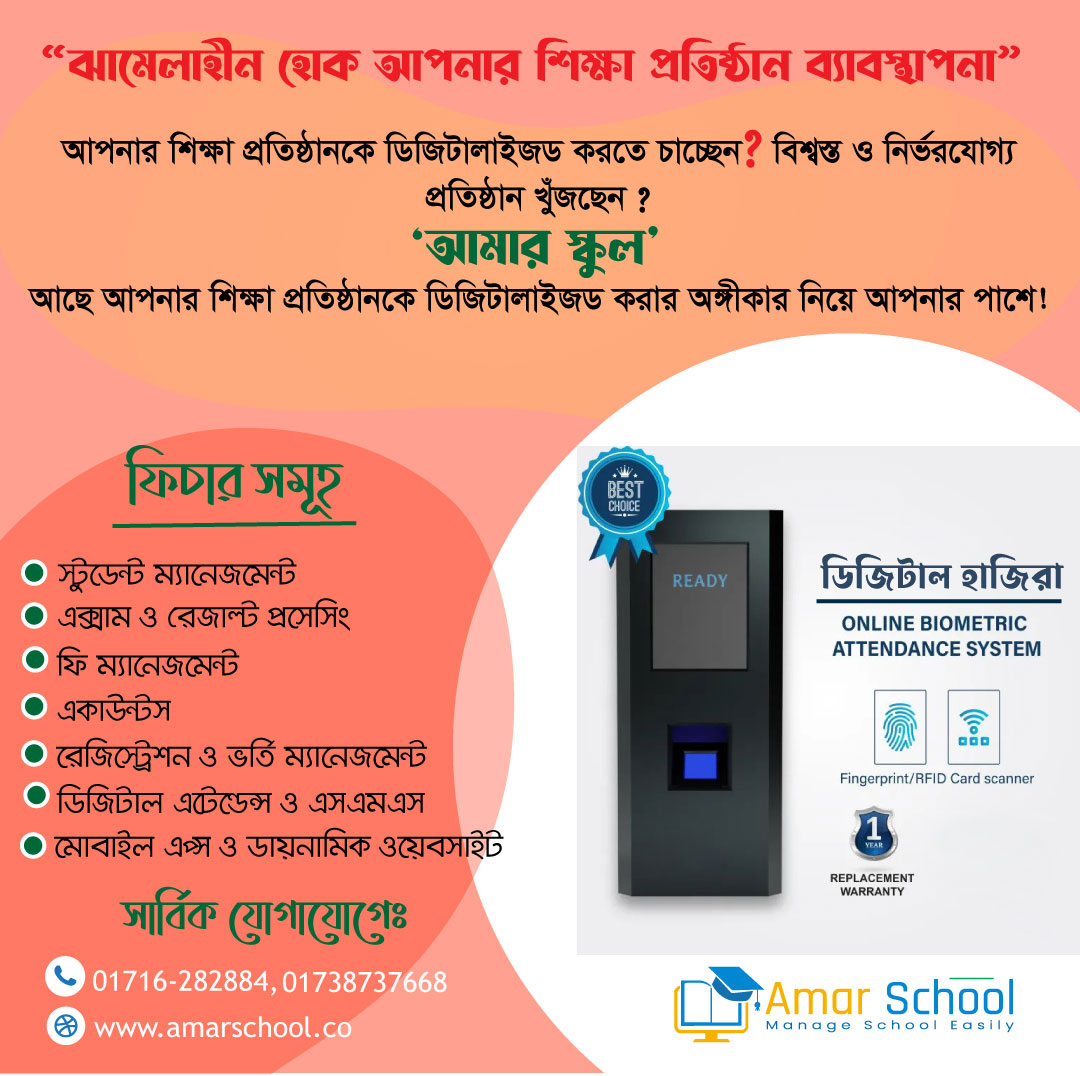 “ঝামেলাহীন হোক আপনার শিক্ষা প্রতিষ্ঠান ব্যাবস্থাপনা”
আপনার শিক্ষা প্রতিষ্ঠানকে ডিজিটালাইজড করতে চাচ্ছেন? বিশ্বস্ত ও নির্ভরযোগ্য
প্রতিষ্ঠান খুঁজছেন ?
‘আমার স্কুল’
আছে আপনার শিক্ষা প্রতিষ্ঠানকে ডিজিটালাইজড করার অঙ্গীকার নিয়ে আপনার পাশে!
ফিচার সমূহ
স্টুডেন্ট ম্যানেজমেন্ট
এক্সাম ও রেজাল্ট প্রসেসিং
ফি ম্যানেজমেন্ট
একাউন্টস
রেজিস্ট্রেশন ও ভর্তি ম্যানেজমেন্ট
ডিজিটাল এটেন্ডেন্স ও এসএমএস
মোবাইল এপ্স ও ডায়নামিক ওয়েবসাইট
সার্বিক যোগাযোগেঃ
01716-282884, 01738737668
www.amarschool.co
BEST
CHOICE
READY
ডিজিটাল হাজিরা
ONLINE BIOMETRIC
ATTENDANCE SYSTEM
Fingerprint/RFID Card scanner
1
YEAR
REPLACEMENT
WARRANTY
Amar School
Manage School Easily